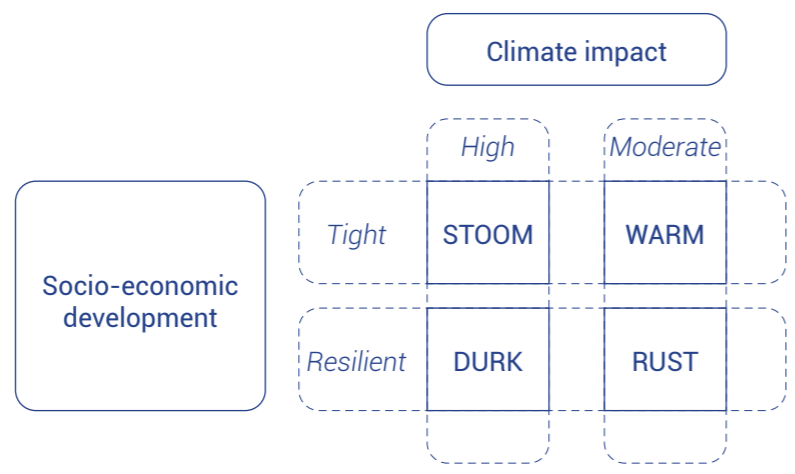 Climate impact
High
Moderate
Tight
STOOM
WARM
Socio-economic
development
Resilient
DURK
RUST